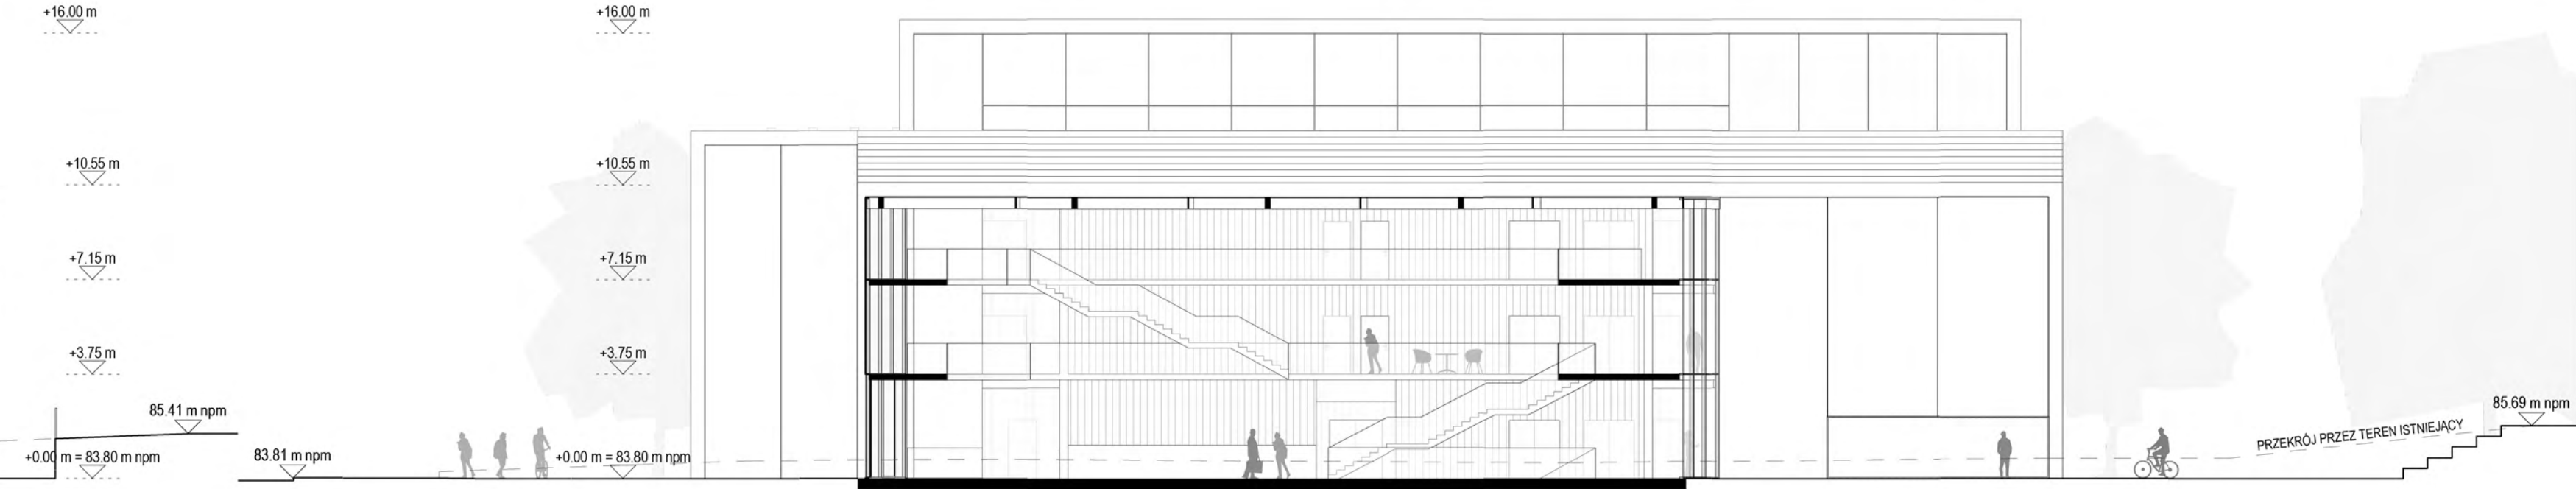 +16.00 m
+16.00 m
+10.55 m
+10.55 m
+7.15 m
+7.15 m
+3.75 m
+3.75 m
85.41 m npm
85.69 m npm
PRZEKRÓJ PRZEZ TEREN ISTNIEJĄCY
+0.00 m = 83.80 m npm
83.81 m npm
+0.00 m = 83.80 m npm